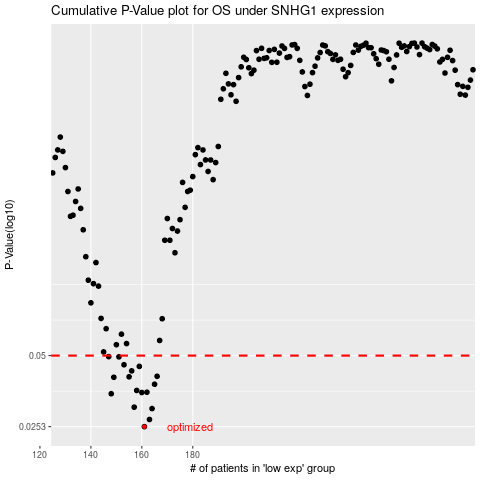 Cumulative P-Value plot for OS under SNHG1 expression
P-Value(log10)
0.05
0.0253
optimized
120 140 160 180
# of patients in 'low exp' group